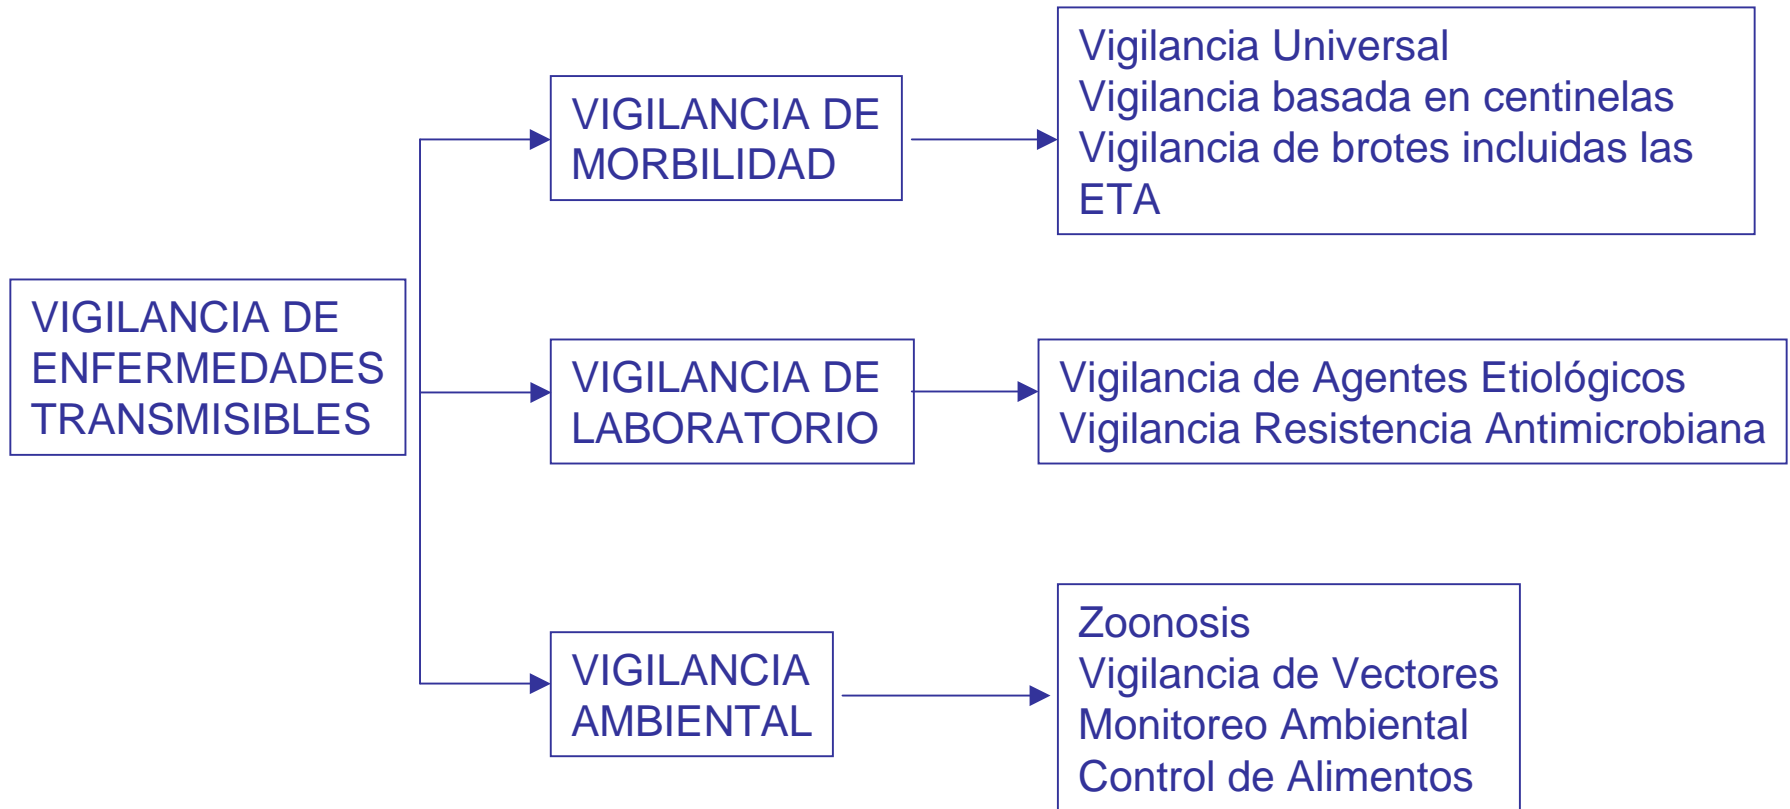 VIGILANCIA DE
ENFERMEDADES
TRANSMISIBLES
VIGILANCIA DE
MORBILIDAD
Vigilancia Universal
Vigilancia basada en centinelas
Vigilancia de brotes incluidas las
ETA
VIGILANCIA DE
LABORATORIO
Vigilancia de Agentes Etiológicos
Vigilancia Resistencia Antimicrobiana
VIGILANCIA
AMBIENTAL
Zoonosis
Vigilancia de Vectores
Monitoreo Ambiental
Control de Alimentos